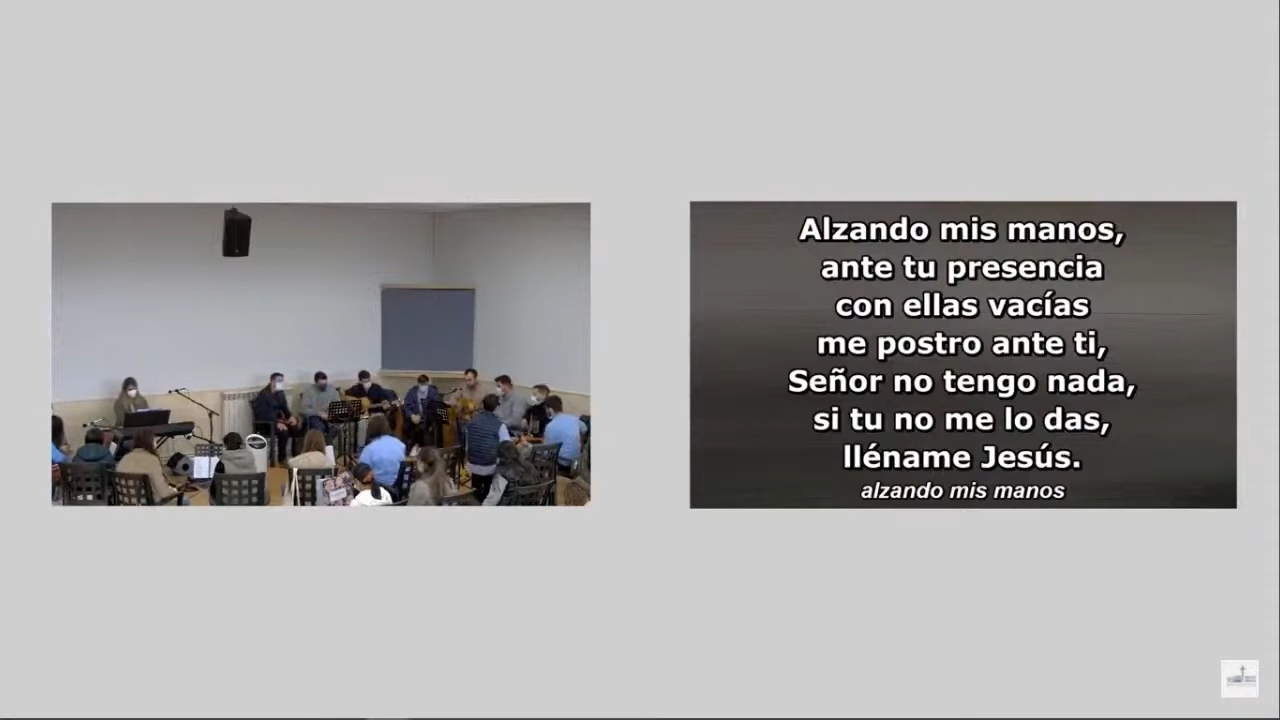 Alzando mis manos,
ante tu presencia
con ellas vacías
me postro ante ti,
Señor no tengo nada,
si tu no me lo das,
lléname Jesús.
alzando mis manos